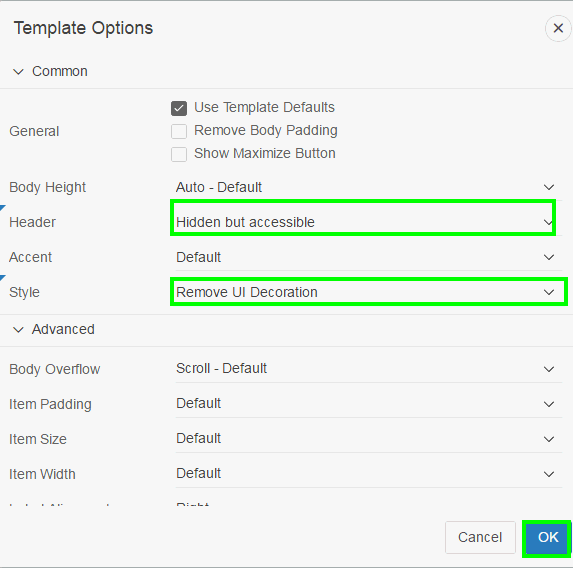 Template Options
Common
General
Use Template Defaults
Remove Body Padding
Show Maximize Button
Body Height Auto - Default
Header Hidden but accessible
Accent Default
Style Remove UI Decoration
Advanced
Body Overflow Scroll - Default
Item Padding Default
Item Size Default
Item Width Default
Right
Cancel OK